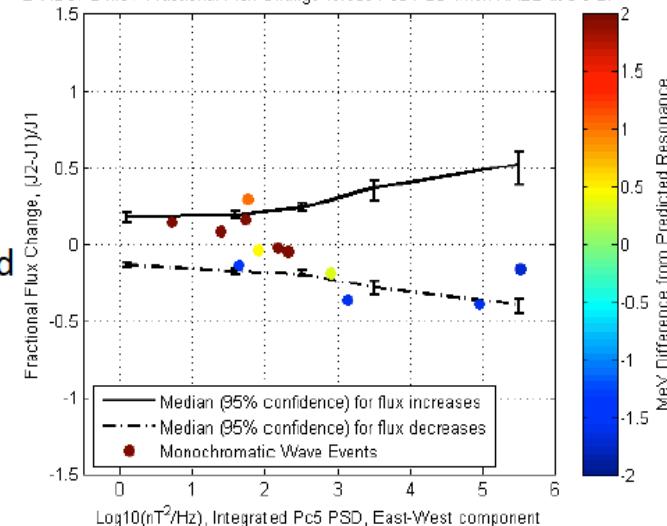 1.5
1
0.5
0
-0.5
-1
-1.5
Fractional Flux Change, (J2-J1)/J1
d
Median (95% confidence) for flux increases
Median (95% confidence) for flux decreases
Monochromatic Wave Events
0 1 2 3 4 5 6
Log10(nT2/Hz), Integrated Pc5 PSD, East-West component
2
1.5
1
0.5
0
-0.5
-1
-1.5
-2
MeV Difference from Predicted Resonance